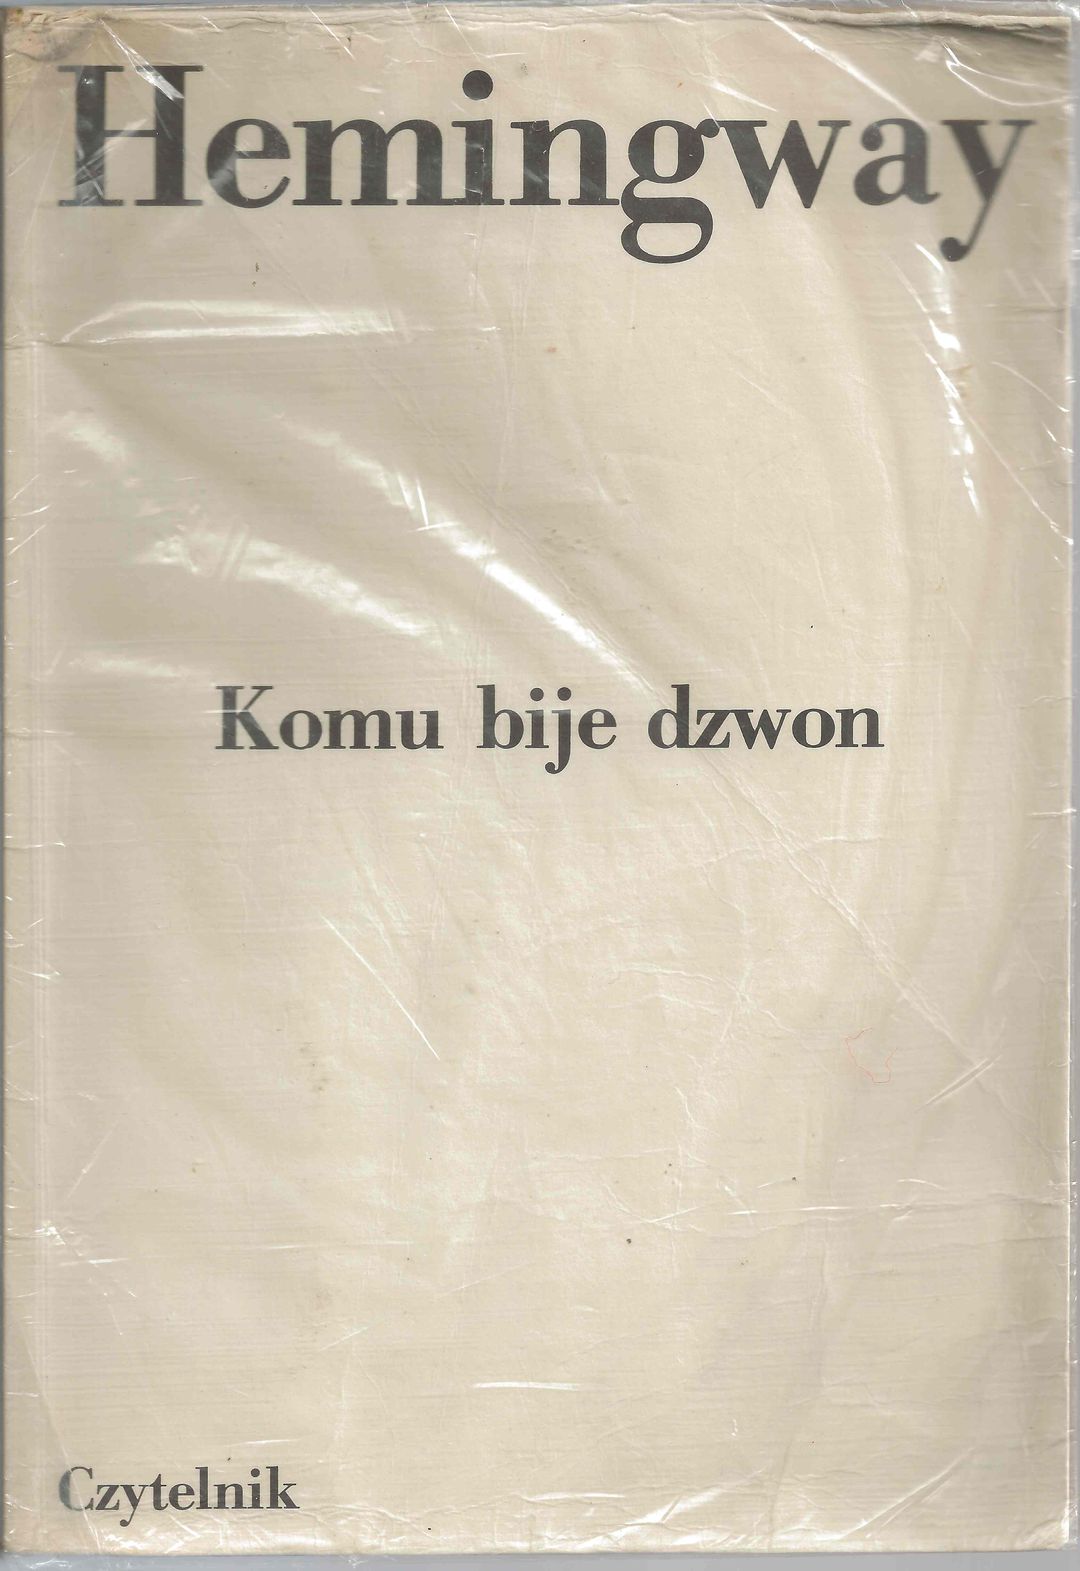 Hemingway
Komu bije dzwon
Czytelnik